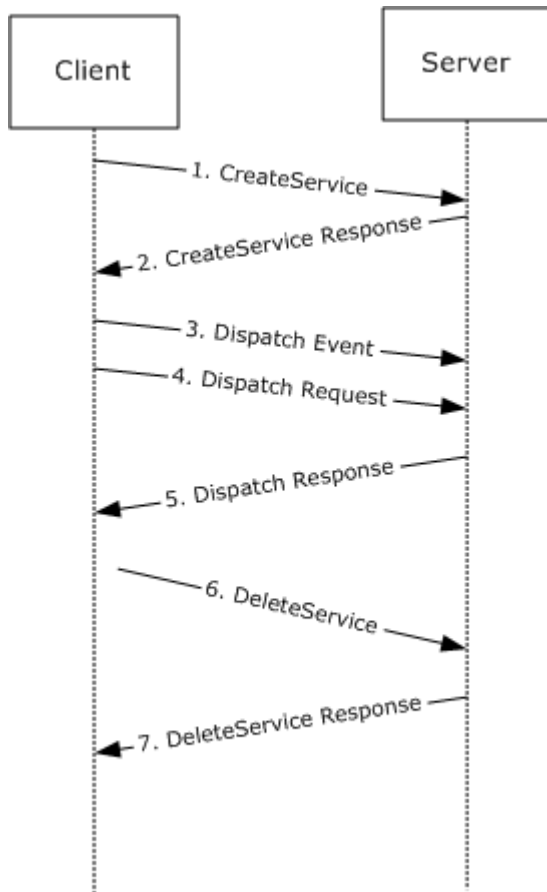 Client
Server
1. CreateService
2. CreateService Response
3. Dispatch Event
4. Dispatch Request
5. Dispatch Response
6. DeleteService
7. DeleteService Response